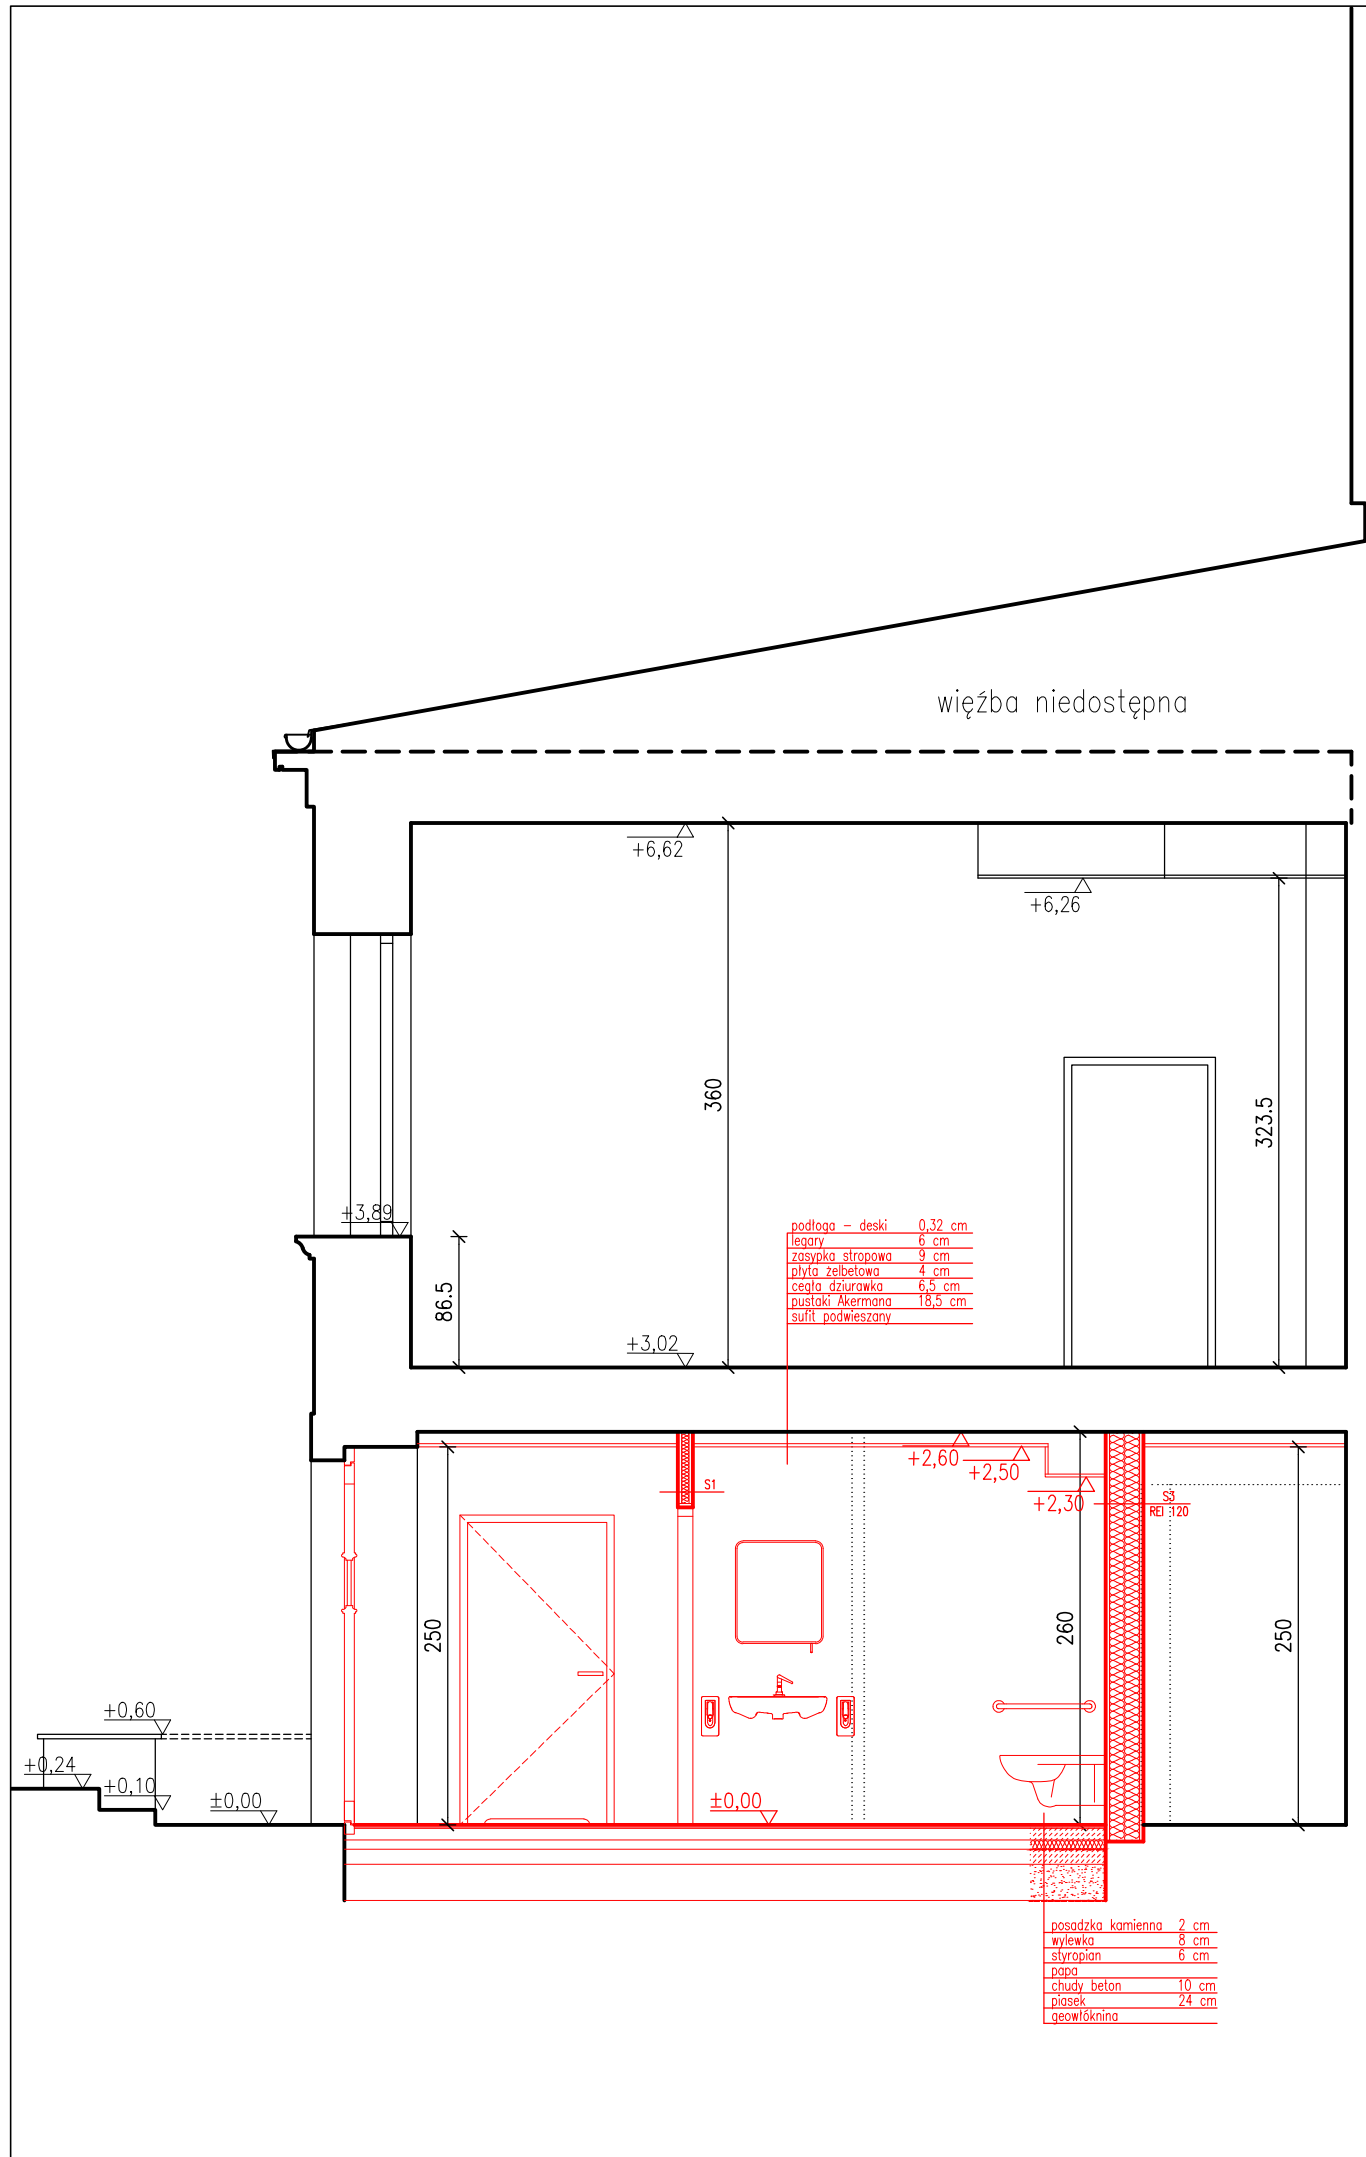 więźba niedostępna
+6,62
+6,26
360
323.5
+3,89
86.5
podłoga – deski 0,32 cm
legary 6 cm
zasypka stropowa 9 cm
płyta żelbetowa 4 cm
cegła dziurawka 6,5 cm
pustaki Akermana 18,5 cm
sufit podwieszany
+3,02
+2,60
+2,50
+2,30
S1
S3
REI 120
250
260
250
+0,60
+0,24
+0,10
±0,00
±0,00
posadzka kamienna 2 cm
wylewka 8 cm
styropian 6 cm
papa
chudy beton 10 cm
piasek 24 cm
geowłóknina